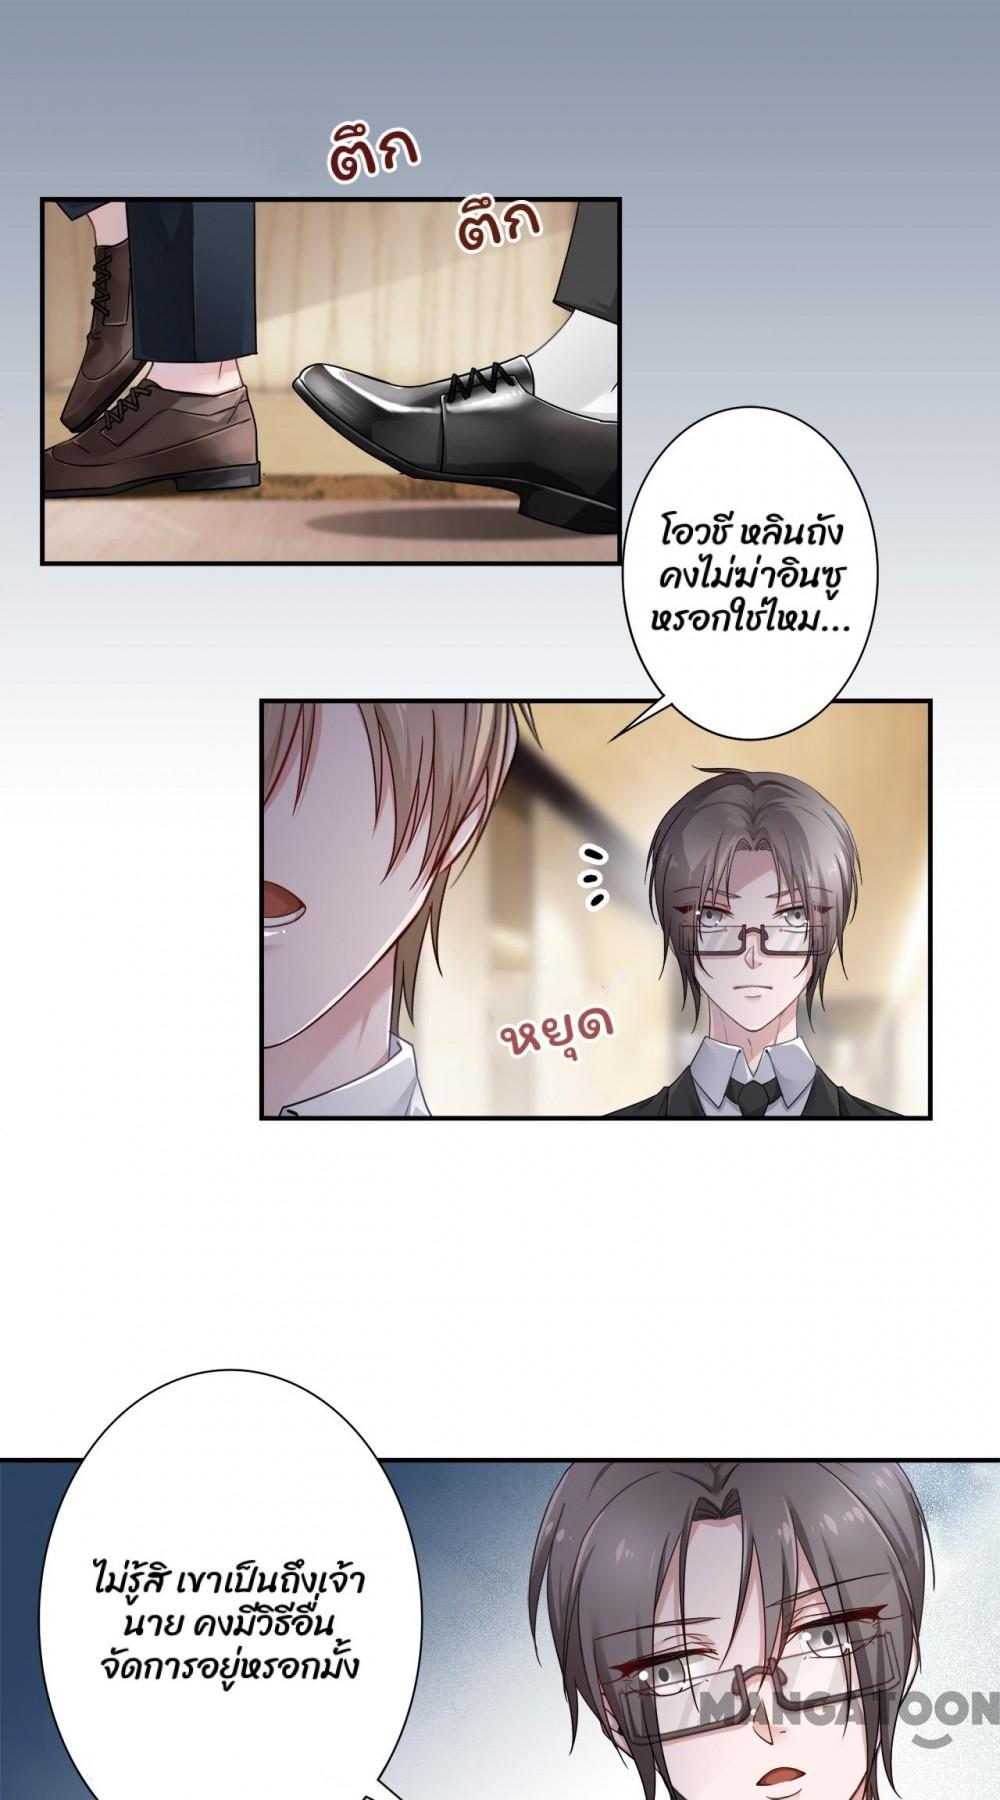 ตึก
ตึก
โอวชี หลินถัง
คงไม่ฆ่าอินซู
หรอกใช่ไหม...
หยุด
ไม่รู้สิ เขาเป็นถึงเจ้า
นาย คงมีวิธีอื่น
จัดการอยู่หรอกมั้ง
MANGATOON